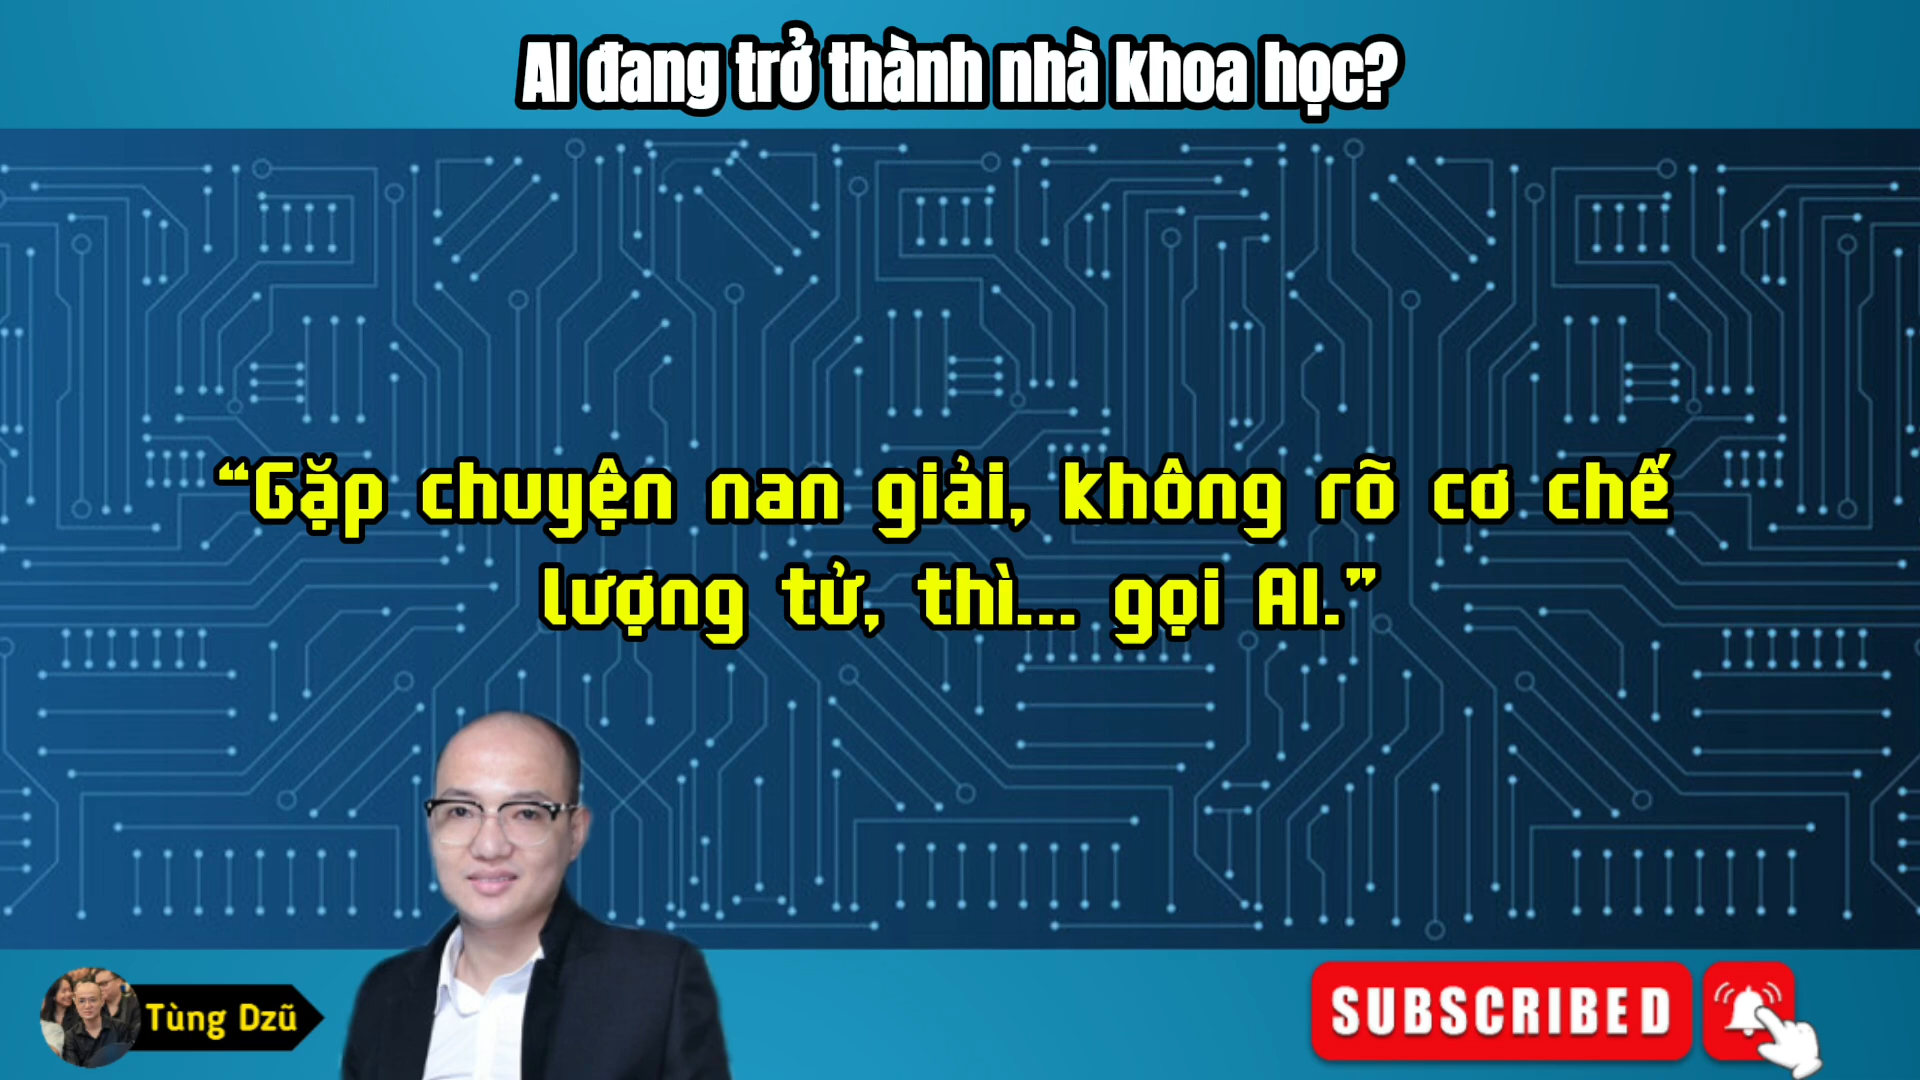 AI đang trở thành nhà khoa học?
“Gặp chuyện nan giải, không rõ cơ chế
lượng tử, thì... gọi AI.”
Tùng Dzũ
SUBSCRIBED